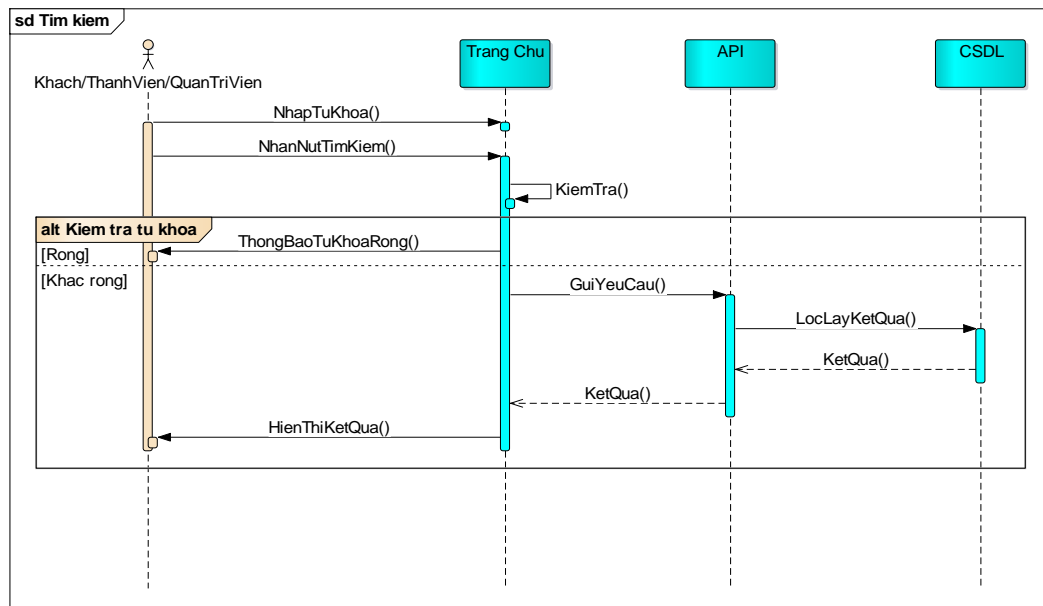 sd Tim kiem
Khach/ThanhVien/QuanTriVien
Trang Chu
API
CSDL
NhapTuKhoa()
NhanNutTimKiem()
KiemTra()
alt Kiem tra tu khoa
ThongBaoTuKhoaRong()
[Rong]
[Khac rong]
GuiYeuCau()
LocLayKetQua()
KetQua()
KetQua()
HienThiKetQua()